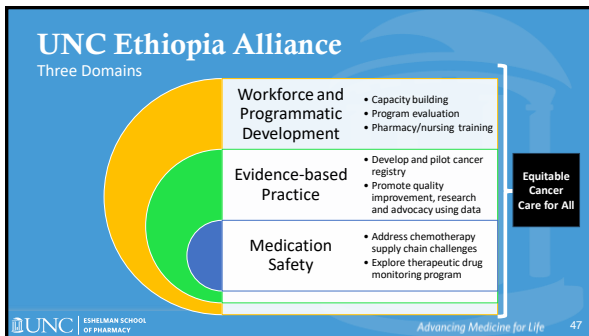 UNC Ethiopia Alliance
Three Domains
Workforce and
Programmatic
Development
• Capacity building
• Program evaluation
• Pharmacy/nursing training
Evidence-based
Practice
• Develop and pilot cancer
registry
• Promote quality
improvement, research
and advocacy using data
Medication
Safety
• Address chemotherapy
supply chain challenges
• Explore therapeutic drug
monitoring program
Equitable
Cancer
Care for All
UNC
ESHELMAN SCHOOL
OF PHARMACY
Advancing Medicine for Life
47